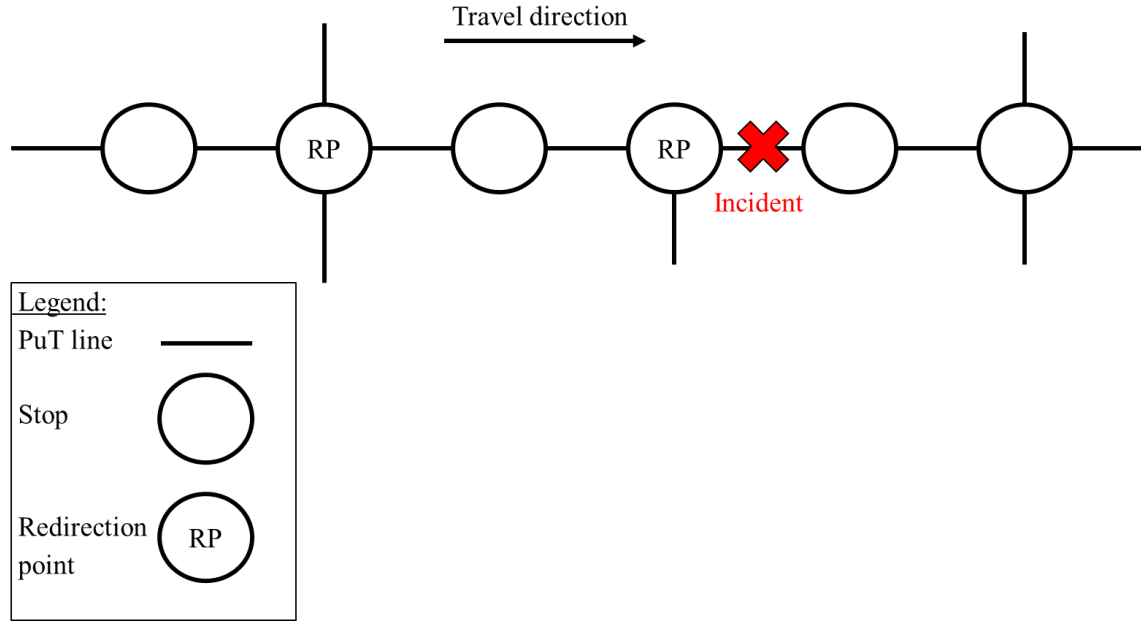 Travel direction
RP
RP
Incident
Legend:
PuT line
Stop
Redirection
point
RP